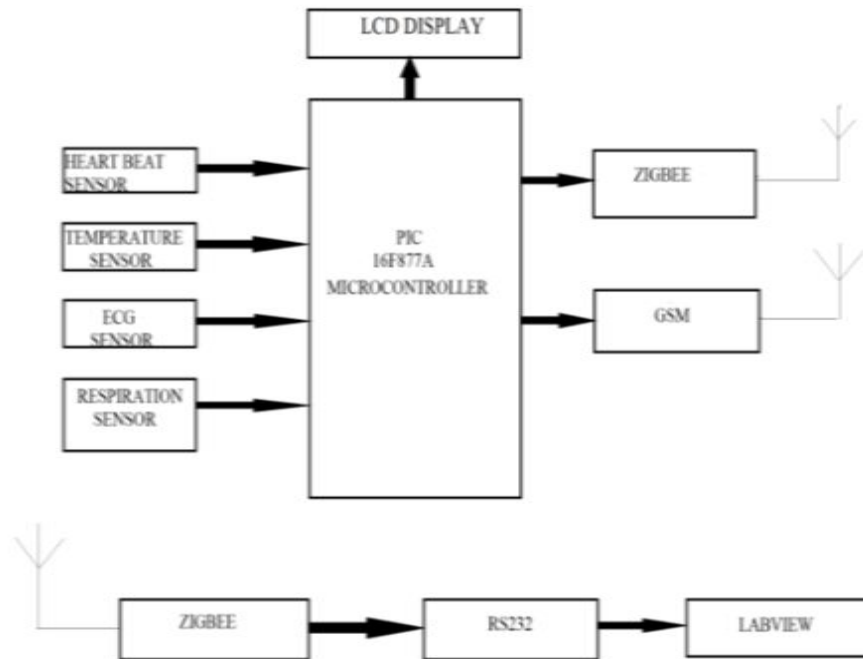 LCD DISPLAY
HEART BEAT
SENSOR
TEMPERATURE
SENSOR
ECG
SENSOR
RESPIRATION
SENSOR
PIC
16F877A
MICROCONTROLLER
ZIGBEE
GSM
ZIGBEE
RS232
LABVIEW